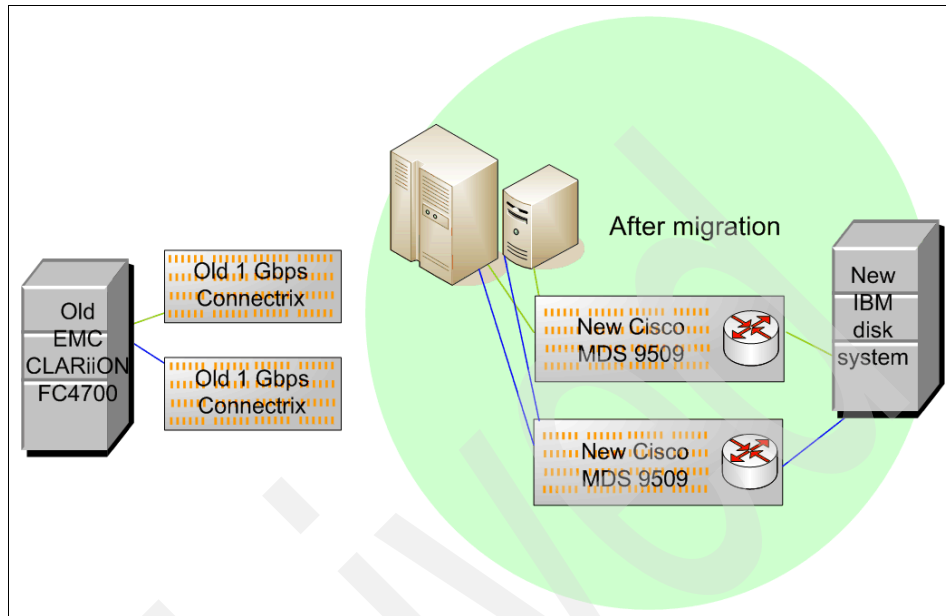 After migration
Old
EMC
CLARiiON
FC4700
Old 1 Gbps
Connectrix
Old 1 Gbps
Connectrix
New Cisco
MDS 9509
New Cisco
MDS 9509
New
IBM
disk
system